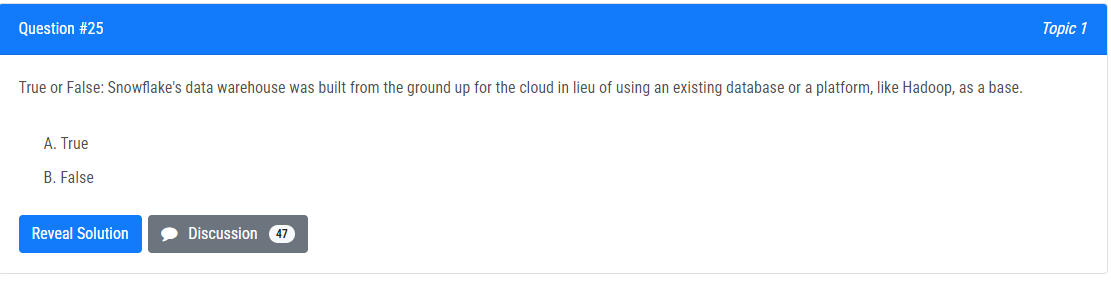 Question #25
Topic 1
True or False: Snowflake's data warehouse was built from the ground up for the cloud in lieu of using an existing database or a platform, like Hadoop, as a base.
A. True
B. False
Reveal Solution
Discussion 47